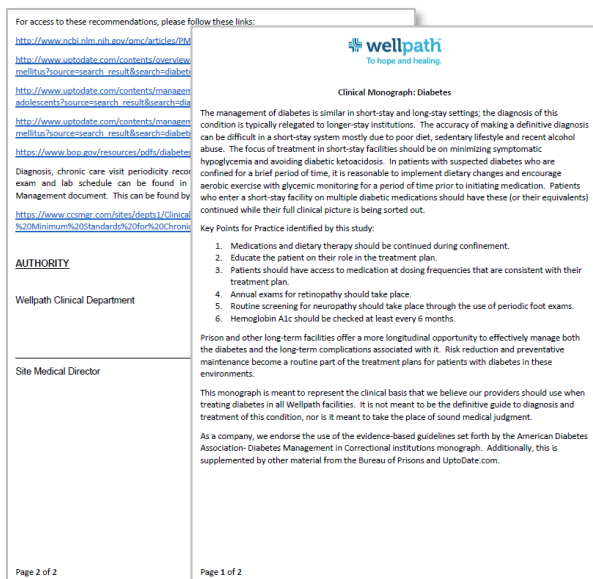 For access to these recommendations, please follow these links:
http://www.ncbi.nlm.nih.gov/pmc/articles/PM
http://www.uptodate.com/contents/overview
mellitus?source=search_result&search=diabete
http://www.uptodate.com/contents/managem
adolescents?source=search_result&search=dia
http://www.uptodate.com/contents/managem
mellitus?source=search_result&search=diabete
https://www.bop.gov/resources/pdfs/diabetes
Diagnosis, chronic care visit periodicity recor
exam and lab schedule can be found in
Management document. This can be found by
https://www.ccsmgr.com/sites/depts1/Clinical
%20Minimum%20Standards%20for%20Chronic
AUTHORITY
Wellpath Clinical Department
Site Medical Director
Page 2 of 2
wellpath
To hope and healing.
Clinical Monograph: Diabetes
The management of diabetes is similar in short-stay and long-stay settings; the diagnosis of this
condition is typically relegated to longer-stay institutions. The accuracy of making a definitive diagnosis
can be difficult in a short-stay system mostly due to poor diet, sedentary lifestyle and recent alcohol
abuse. The focus of treatment in short-stay facilities should be on minimizing symptomatic
hypoglycemia and avoiding diabetic ketoacidosis. In patients with suspected diabetes who are
confined for a brief period of time, it is reasonable to implement dietary changes and encourage
aerobic exercise with glycemic monitoring for a period of time prior to initiating medication. Patients
who enter a short-stay facility on multiple diabetic medications should have these (or their equivalents)
continued while their full clinical picture is being sorted out.
Key Points for Practice identified by this study:
1. Medications and dietary therapy should be continued during confinement.
2. Educate the patient on their role in the treatment plan.
3. Patients should have access to medication at dosing frequencies that are consistent with their
treatment plan.
4. Annual exams for retinopathy should take place.
5. Routine screening for neuropathy should take place through the use of periodic foot exams.
6. Hemoglobin A1c should be checked at least every 6 months.
Prison and other long-term facilities offer a more longitudinal opportunity to effectively manage both
the diabetes and the long-term complications associated with it. Risk reduction and preventative
maintenance become a routine part of the treatment plans for patients with diabetes in these
environments.
This monograph is meant to represent the clinical basis that we believe our providers should use when
treating diabetes in all Wellpath facilities. It is not meant to be the definitive guide to diagnosis and
treatment of this condition, nor is it meant to take the place of sound medical judgment.
As a company, we endorse the use of the evidence-based guidelines set forth by the American Diabetes
Association- Diabetes Management in Correctional institutions monograph. Additionally, this is
supplemented by other material from the Bureau of Prisons and UptoDate.com.
Page 1 of 2